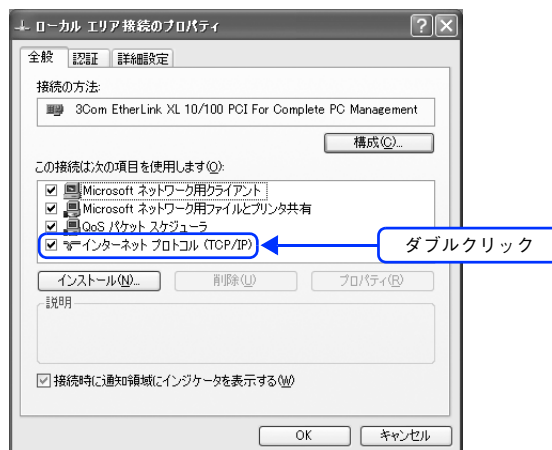 ローカル エリア接続のプロパティ
全般 認証 詳細設定
接続の方法:
3Com EtherLink XL 10/100 PCI For Complete PC Management
構成(C)...
この接続は次の項目を使用します(O):
Microsoft ネットワーク用クライアント
Microsoft ネットワーク用ファイルとプリンタ共有
QoS パケット スケジューラ
インターネット プロトコル (TCP/IP)
ダブルクリック
インストール(N)... 削除(U) プロパティ(R)
説明
接続時に通知領域にインジケータを表示する(W)
OK キャンセル